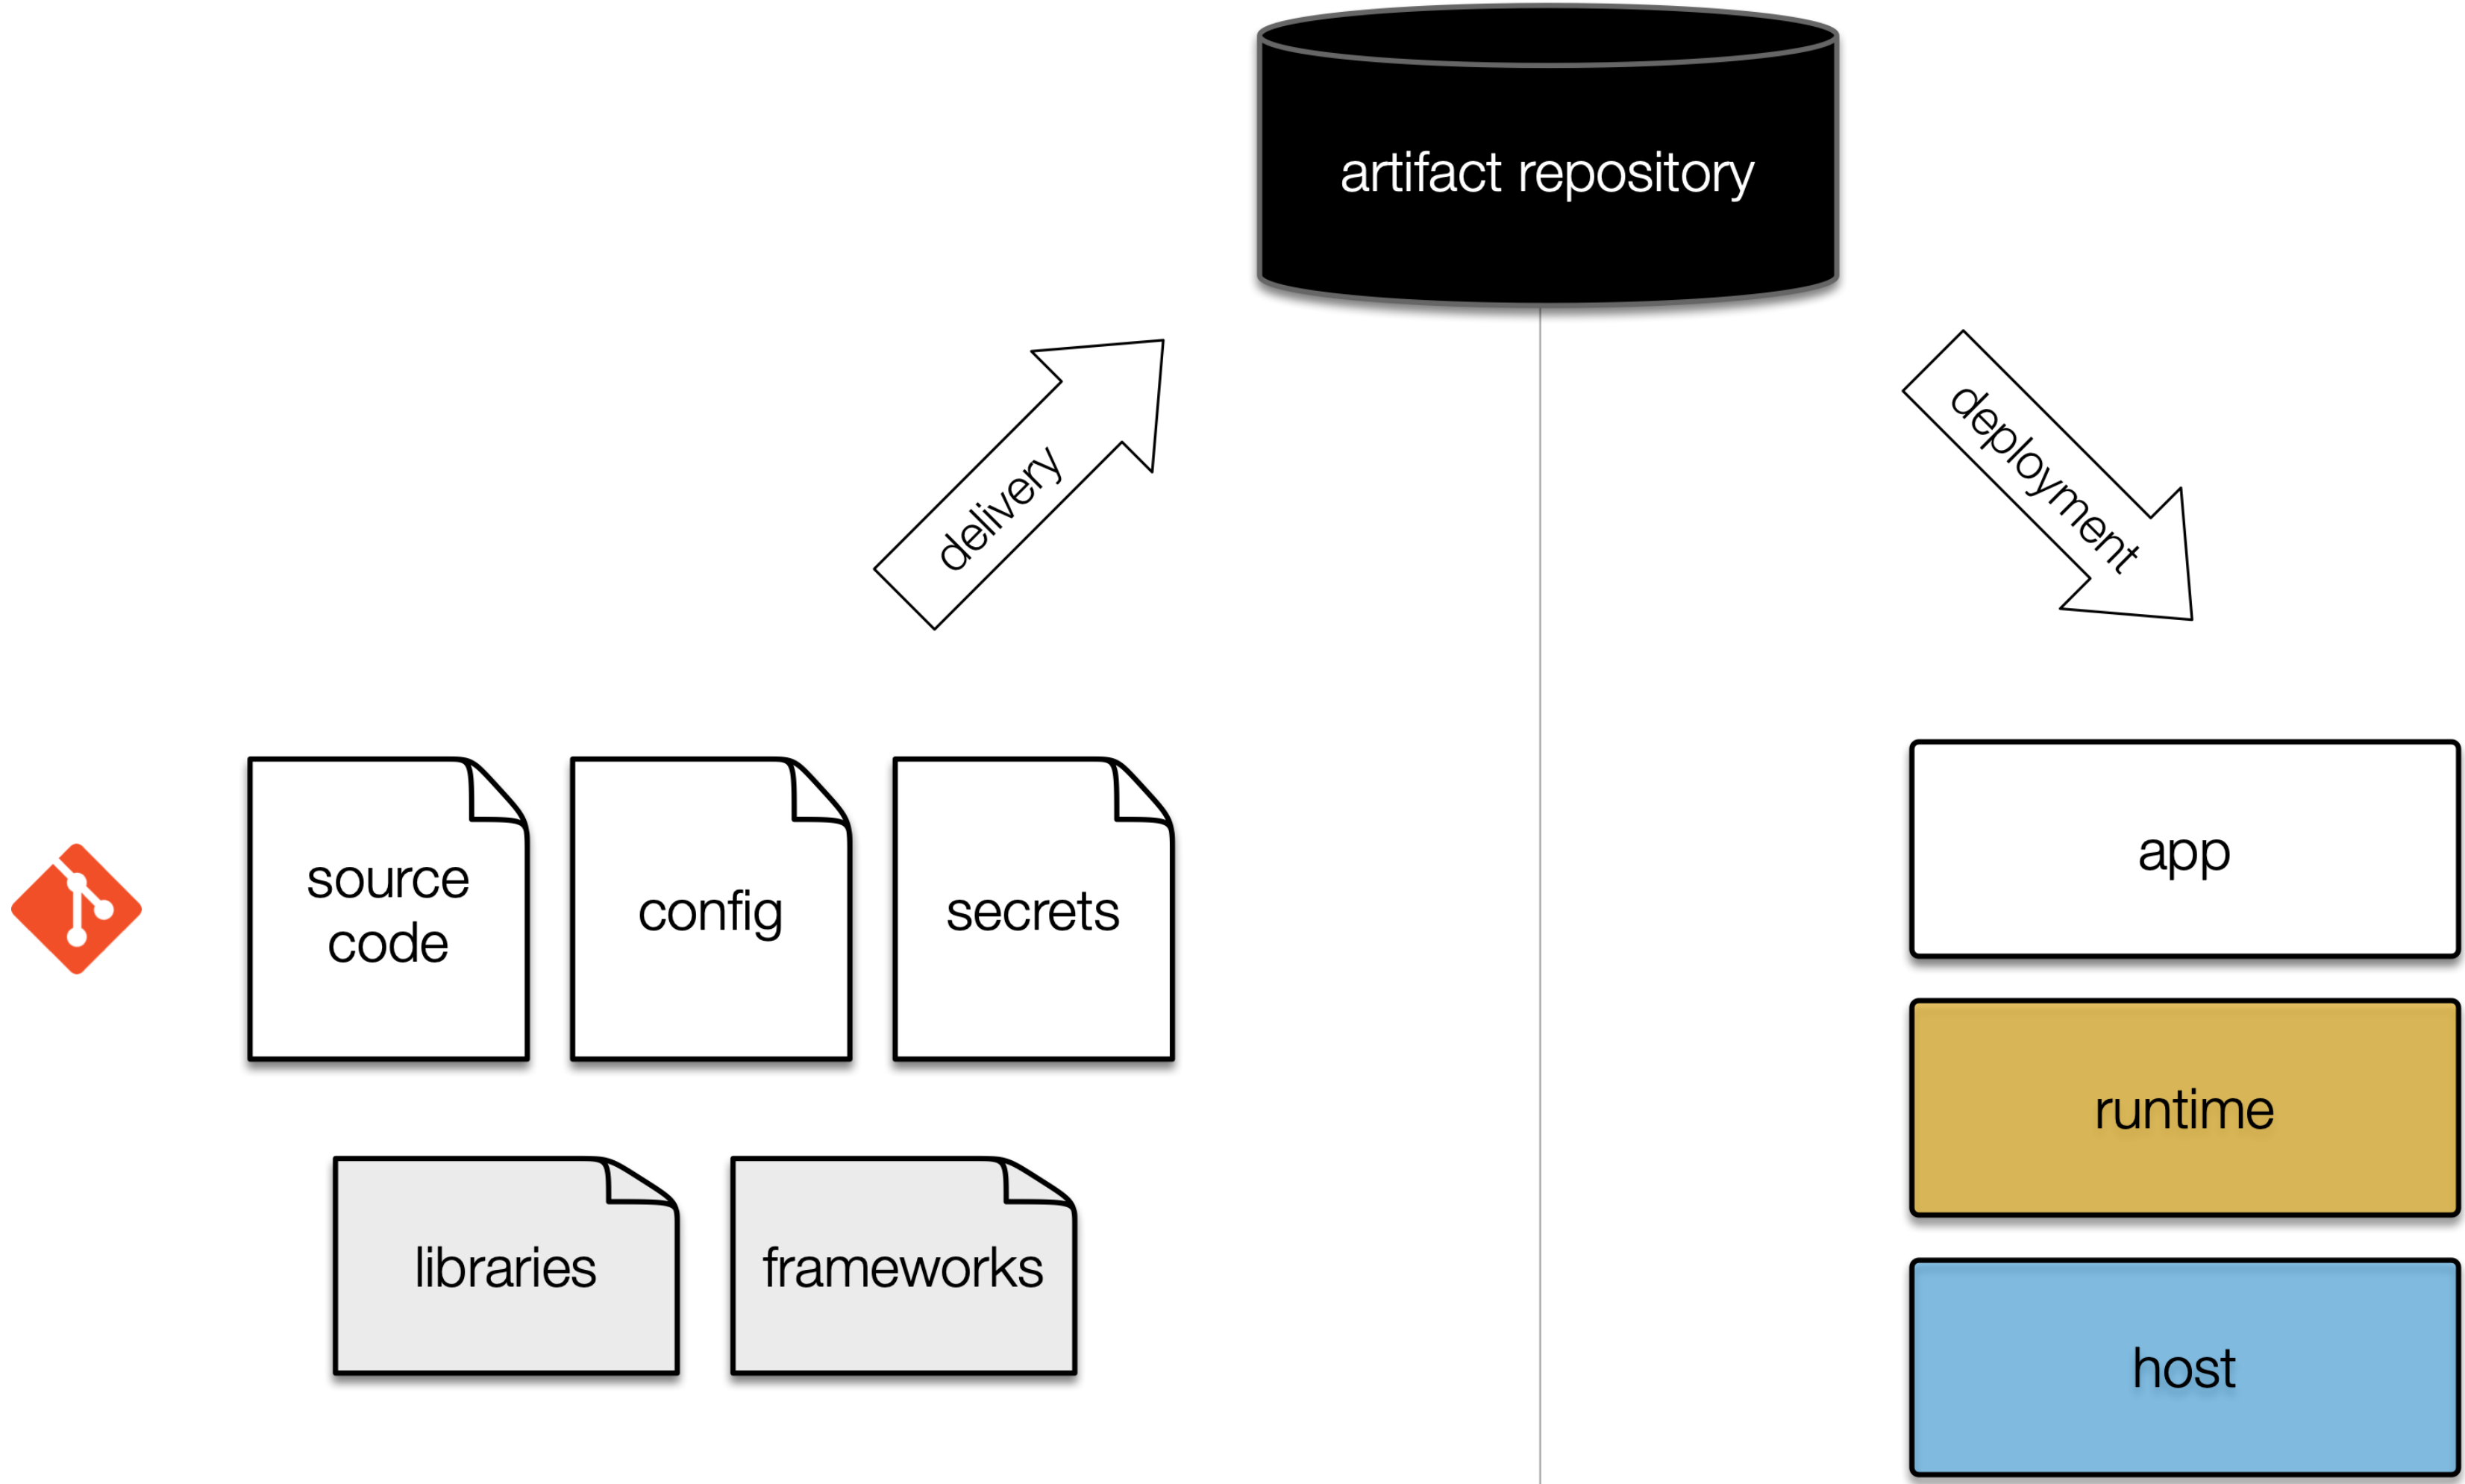 artifact repository
delivery
deployment
source
code
config
secrets
app
runtime
libraries
frameworks
host